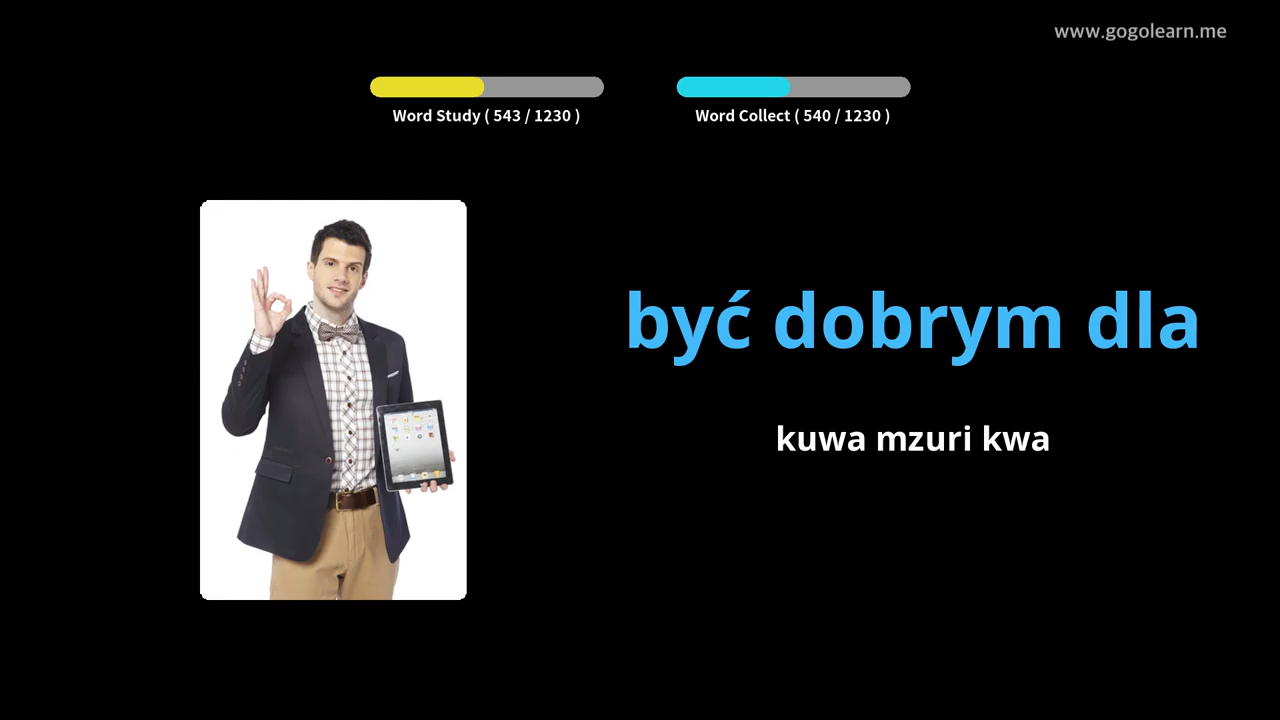 www.gogolearn.me
Word Study ( 543 / 1230 )
Word Collect ( 540 / 1230 )
być dobrym dla
kuwa mzuri kwa